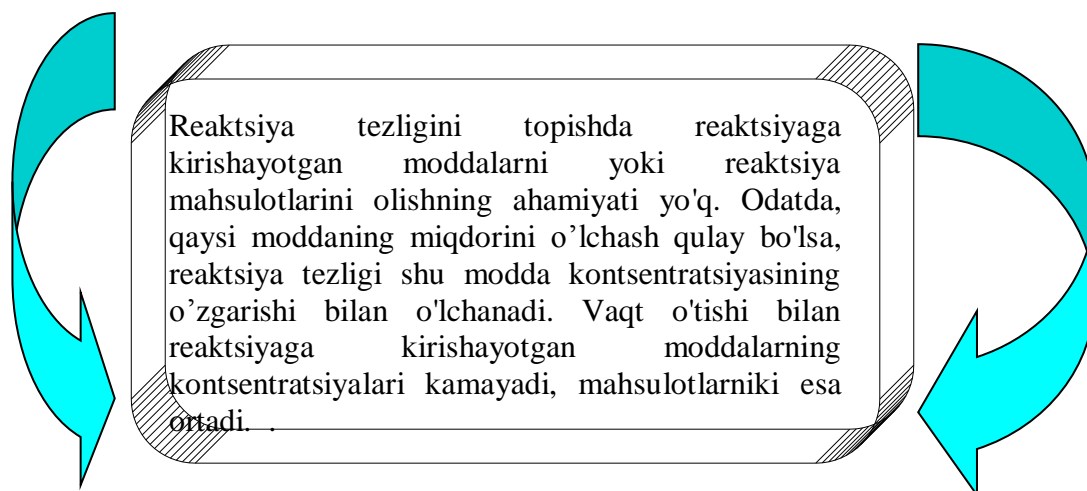 Reaktsiya tezligini topishda reaktsiyaga
kirishayotgan moddalarni yoki reaktsiya
mahsulotlarini olishning ahamiyati yo'q. Odatda,
qaysi moddaning miqdorini o’lchash qulay bo'lsa,
reaktsiya tezligi shu modda kontsentratsiyasining
o’zgarishi bilan o'lchanadi. Vaqt o'tishi bilan
reaktsiyaga kirishayotgan moddalarning
kontsentratsiyalari kamayadi, mahsulotlarniki esa
ortadi. .